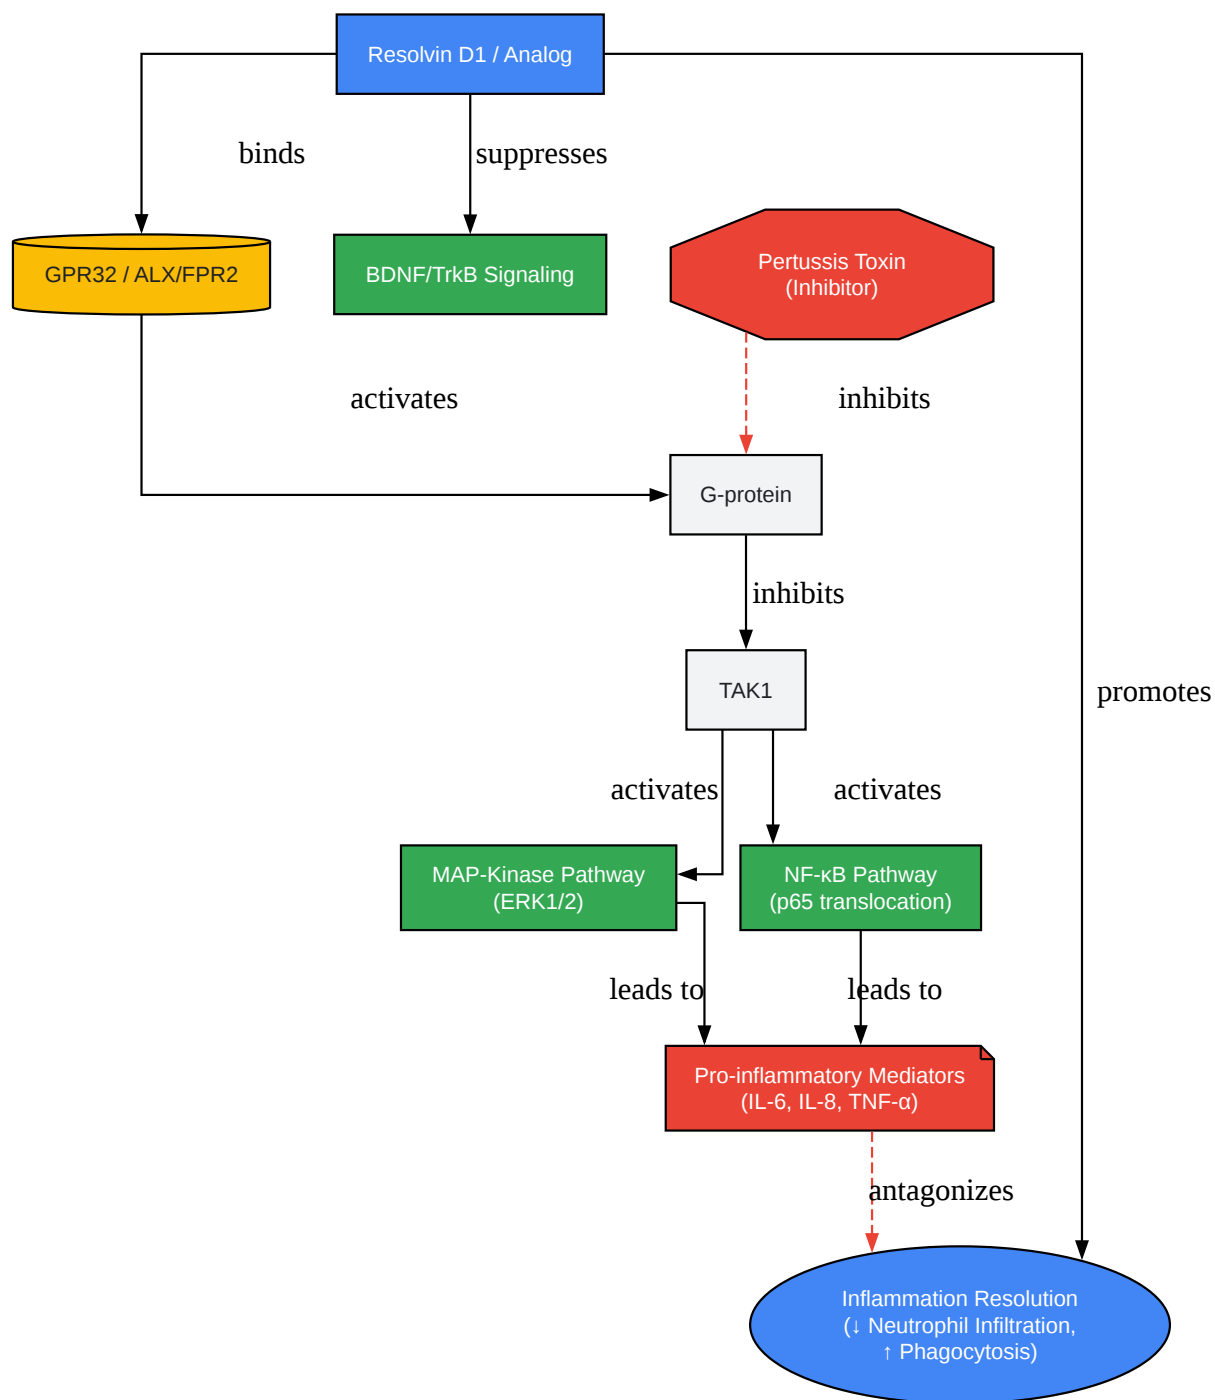 Resolvin D1 / Analog
binds
suppresses
GPR32 / ALX/FPR2
BDNF/TrkB Signaling
Pertussis Toxin
(Inhibitor)
activates
inhibits
G-protein
inhibits
TAK1
promotes
activates
activates
MAP-Kinase Pathway
(ERK1/2)
NF-κB Pathway
(p65 translocation)
leads to
leads to
Pro-inflammatory Mediators
(IL-6, IL-8, TNF-α)
antagonizes
Inflammation Resolution
(↓ Neutrophil Infiltration,
↑ Phagocytosis)